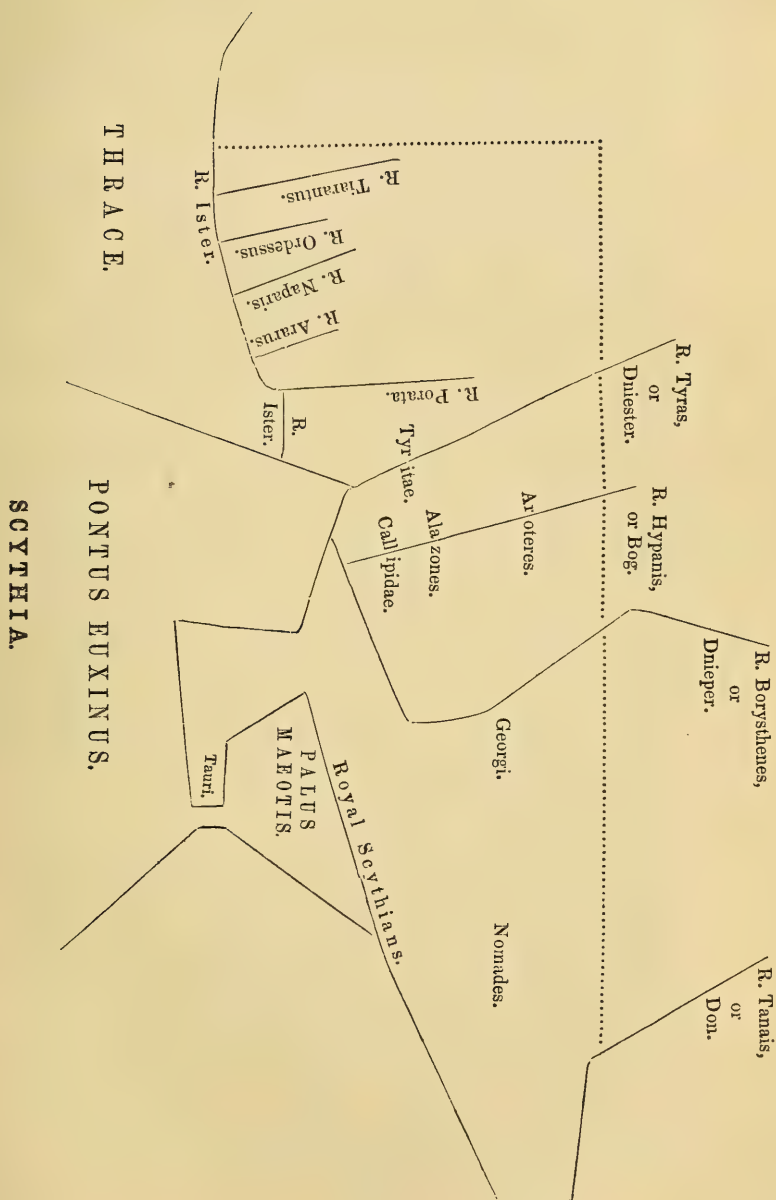 R. Tyras,
or
Dniester.
R. Hypanis,
or Bog.
R. Borysthenes,
or
Dnieper.
R. Tanais,
or
Don.
R. Tiarantus.
R. Ordessus.
R. Naparis.
R. Ararus.
R. Porata.
R. Ister.
R.
Ister.
Aroteres.
Alazones.
Callipidae.
Tyritae.
Georgi.
Nomades.
Royal Scythians.
PALUS
MAEOTIS.
Tauri.
THRACE.
PONTUS EUXINUS.
SCYTHIA.